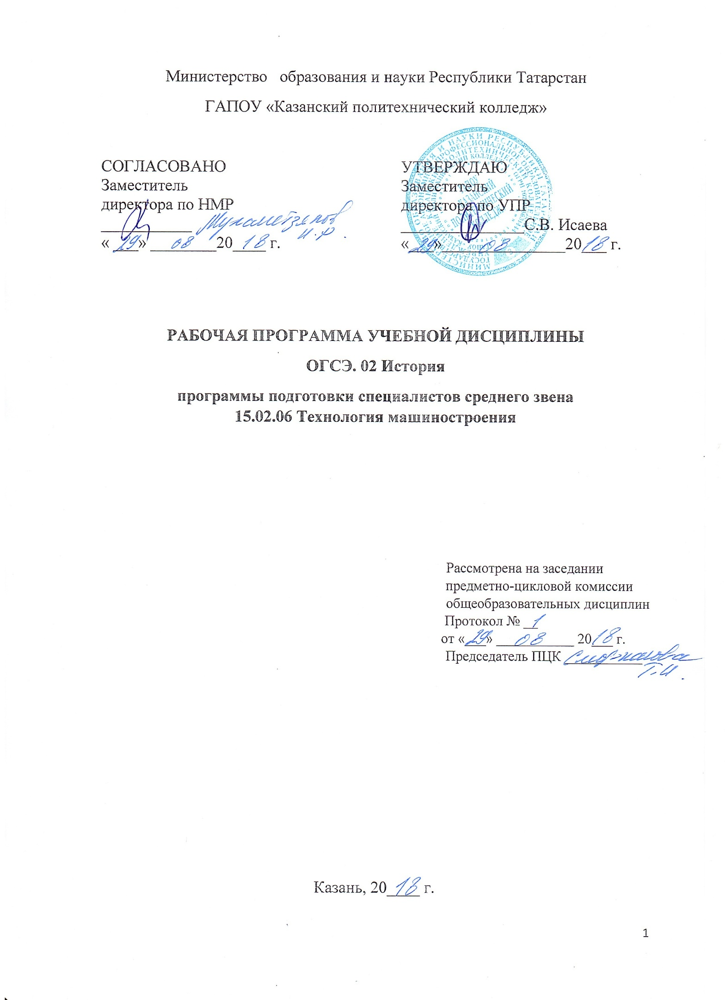 Министерство образования и науки Республики Татарстан
ГАПОУ «Казанский политехнический колледж»
СОГЛАСОВАНО
Заместитель
директора по НМР
____________ Мухаметзянов
И.Ф.
«29» 08 2018 г.
УТВЕРЖДАЮ
Заместитель
директора по УПР
_______________С.В. Исаева
«29» 08 2018 г.
РАБОЧАЯ ПРОГРАММА УЧЕБНОЙ ДИСЦИПЛИНЫ
ОГСЭ. 02 История
программы подготовки специалистов среднего звена
15.02.06 Технология машиностроения
Рассмотрена на заседании
предметно-цикловой комиссии
общеобразовательных дисциплин
Протокол № 1
от «29» 08 2018 г.
Председатель ПЦК
Т.И.
Казань, 2018 г.
1